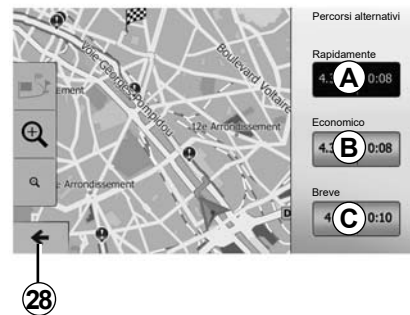 Percorsi alternativi
Rapidamente
A 0:08
Economico
B 0:08
Breve
C 0:10
Voie Georges Pompidou
Boulevard Voltaire
12e Arrondissement
e Arrondissement
D
28